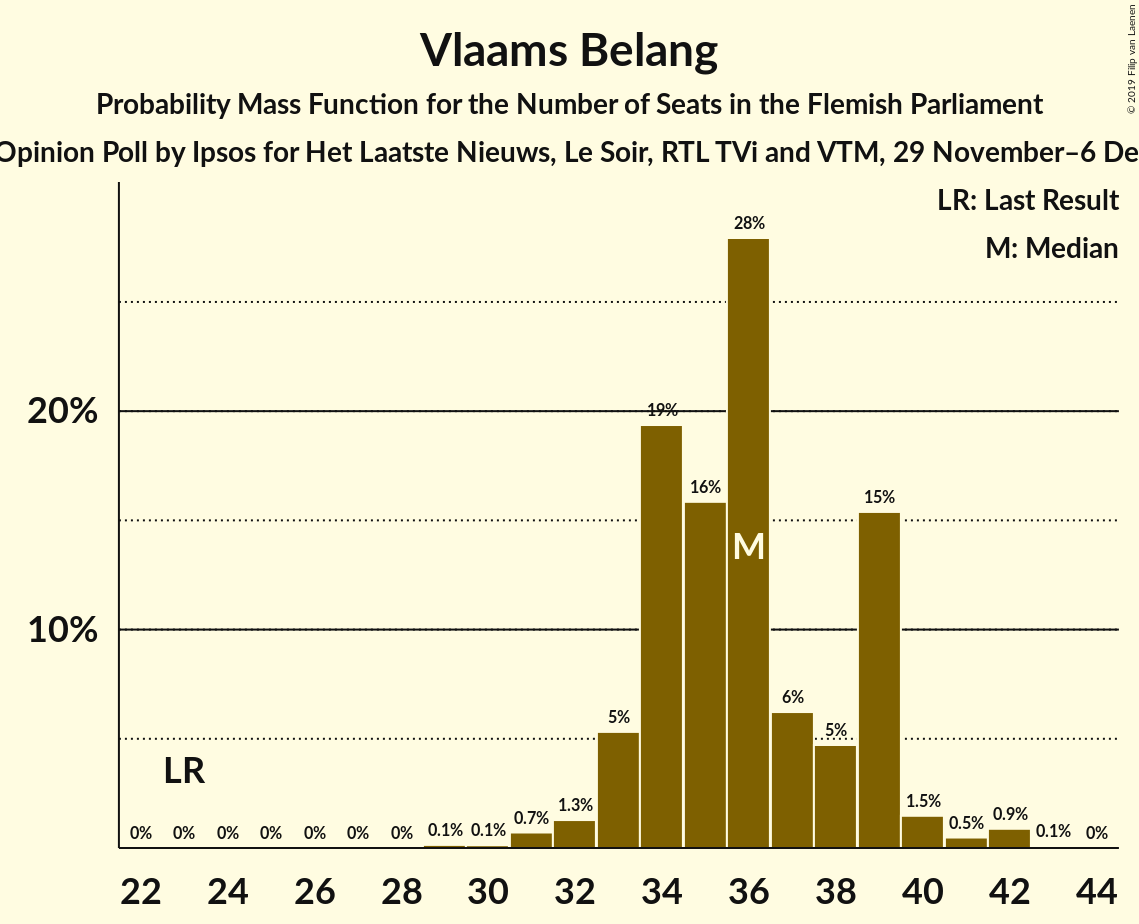 Vlaams Belang
Probability Mass Function for the Number of Seats in the Flemish Parliament
Opinion Poll by Ipsos for Het Laatste Nieuws, Le Soir, RTL TVi and VTM, 29 November–6 De
© 2019 Filip van Laenen
LR: Last Result
M: Median
28%
20%
19%
16%
15%
M
10%
6%
5%
5%
LR
1.5%
1.3%
0.9%
0.7%
0.5%
0% 0% 0% 0% 0% 0% 0% 0.1% 0.1% 0.1% 0%
22 24 26 28 30 32 34 36 38 40 42 44